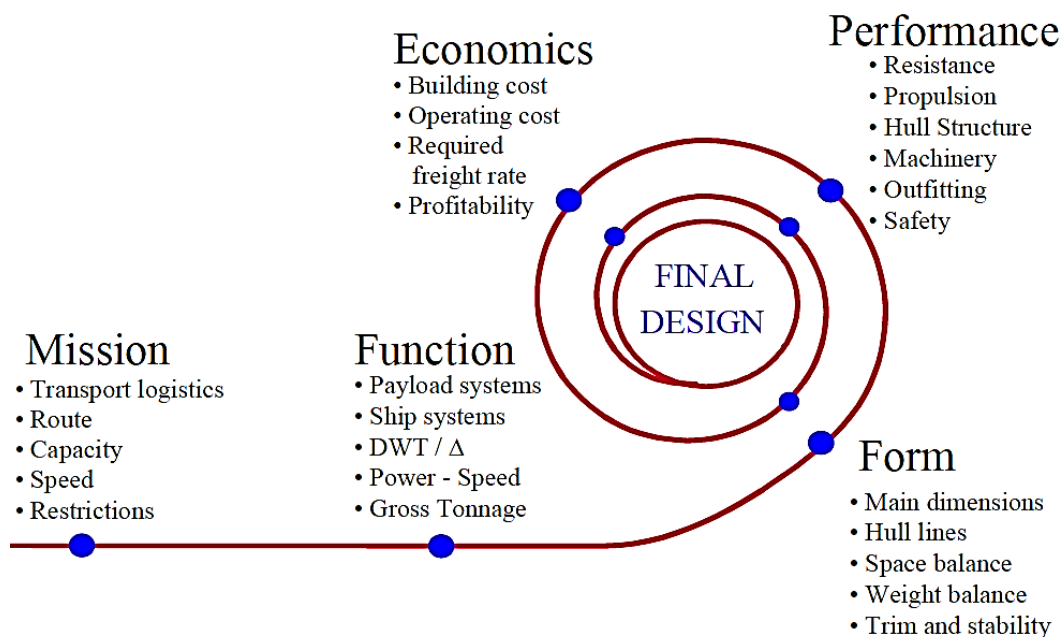 Economics
• Building cost
• Operating cost
• Required
freight rate
• Profitability
Performance
• Resistance
• Propulsion
• Hull Structure
• Machinery
• Outfitting
• Safety
FINAL
DESIGN
Mission
• Transport logistics
• Route
• Capacity
• Speed
• Restrictions
Function
• Payload systems
• Ship systems
• DWT / Δ
• Power - Speed
• Gross Tonnage
Form
• Main dimensions
• Hull lines
• Space balance
• Weight balance
• Trim and stability